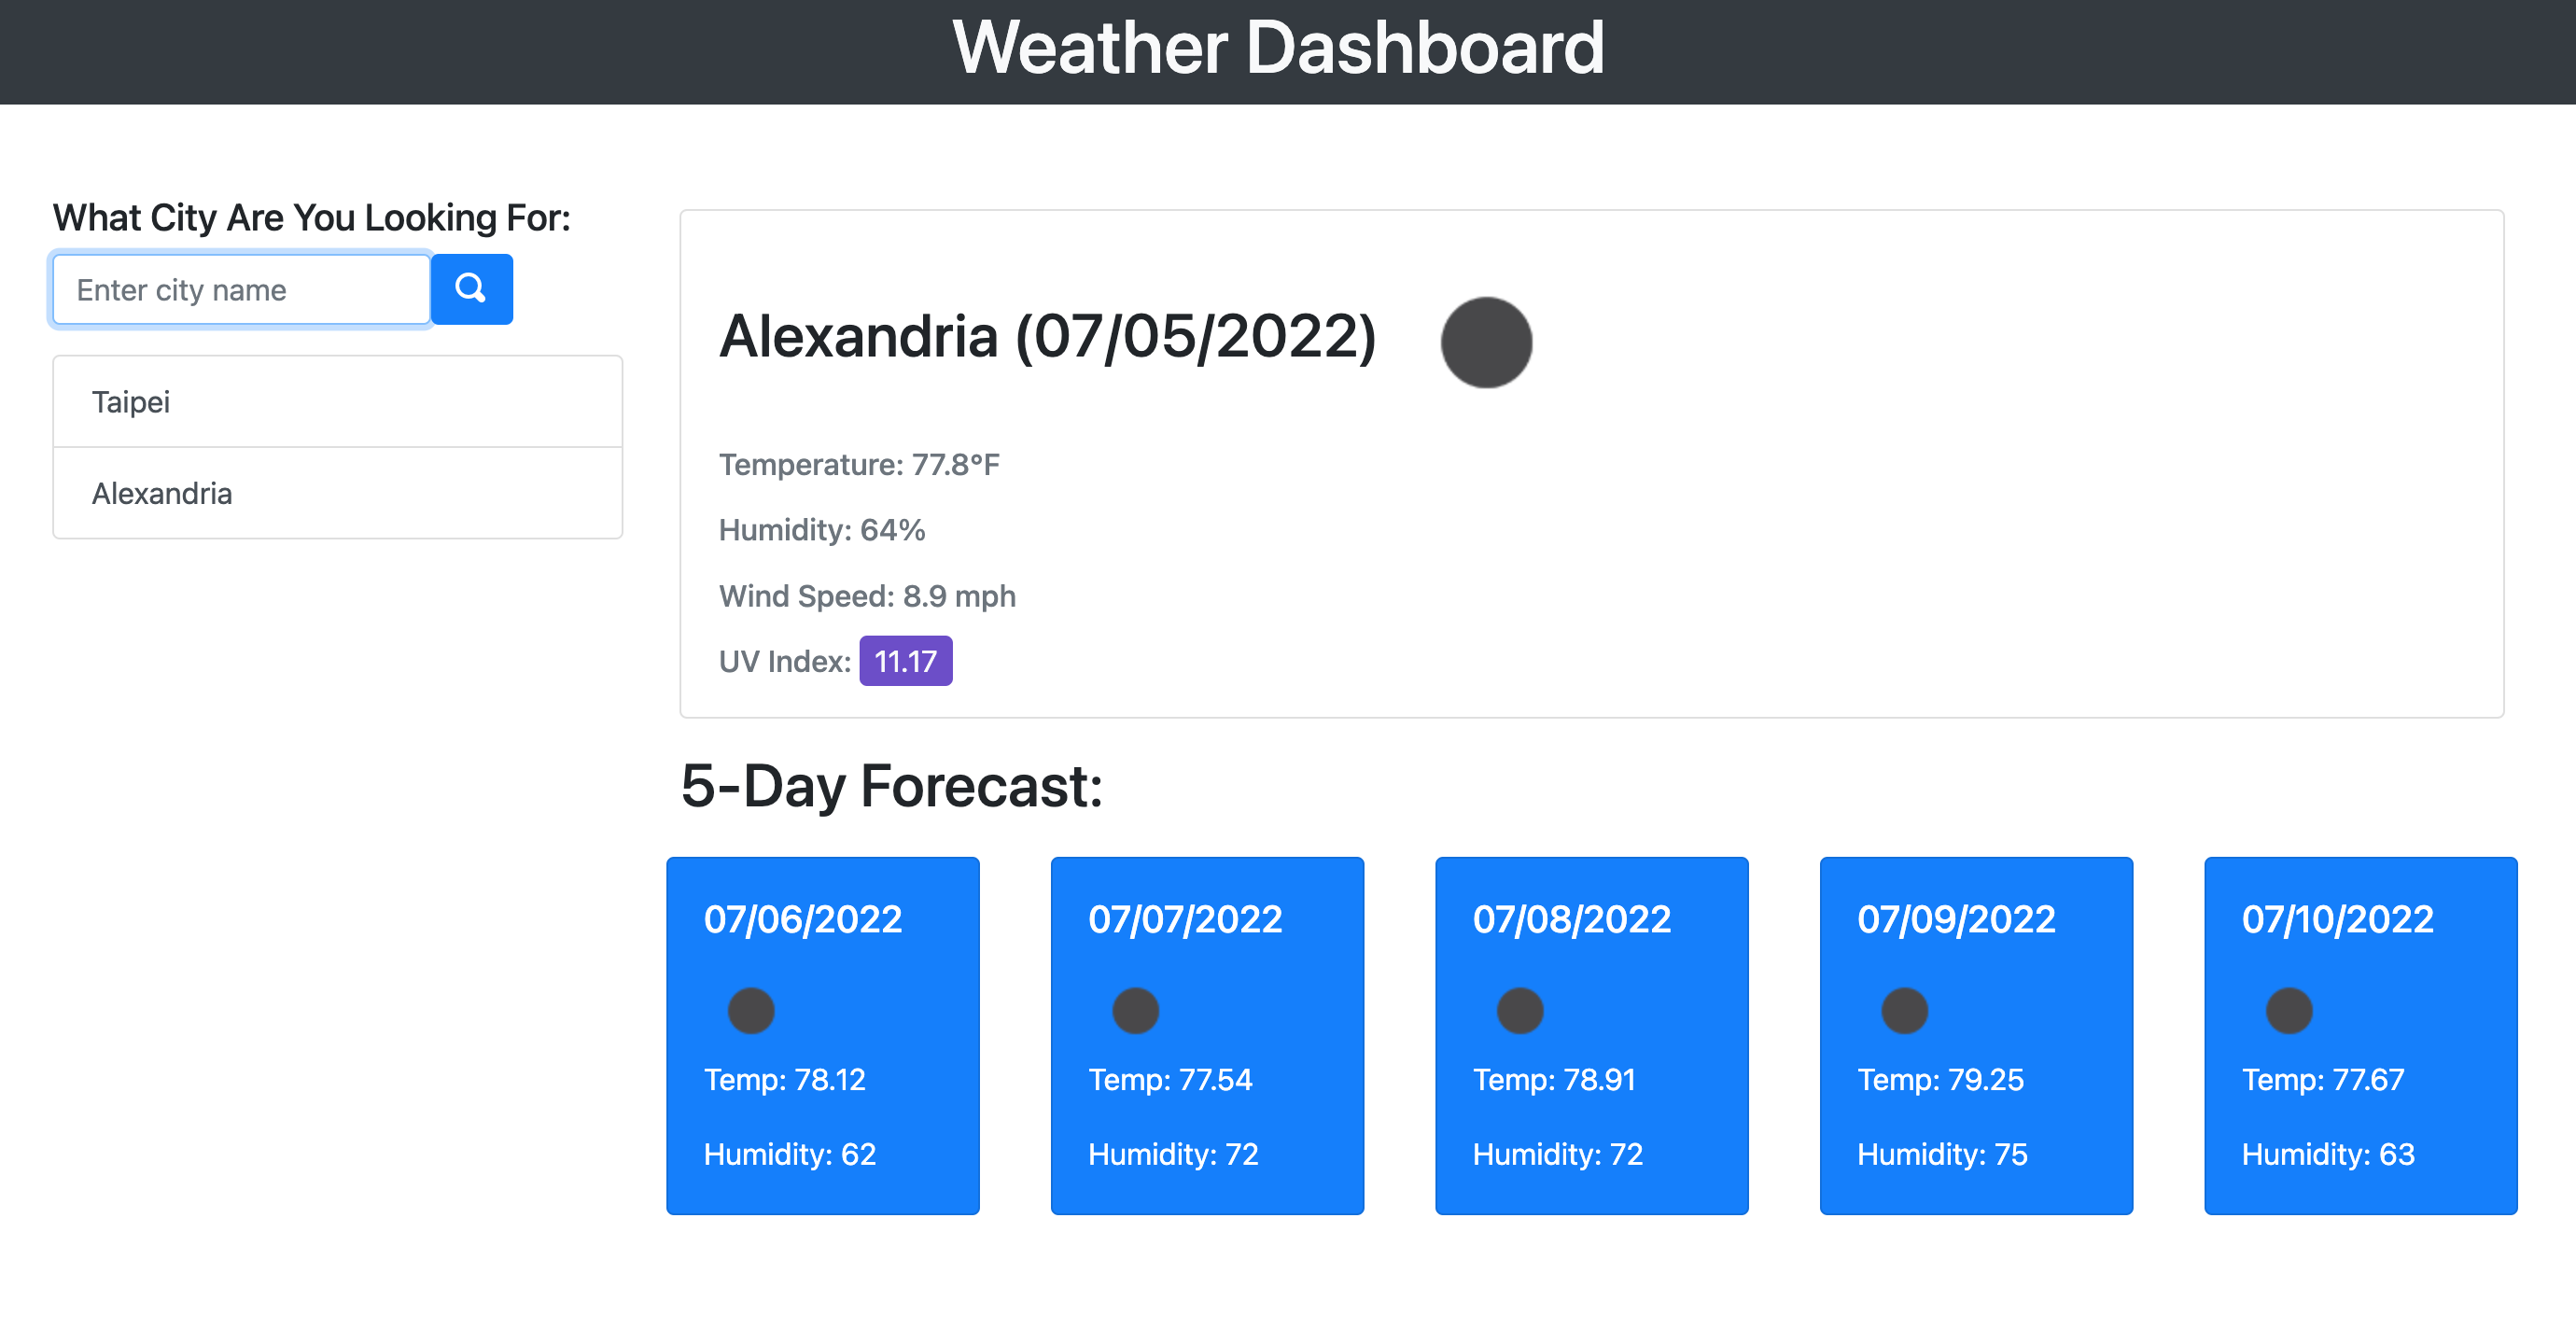 Weather Dashboard
What City Are You Looking For:
Enter city name
Taipei
Alexandria
Alexandria (07/05/2022)
Temperature: 77.8°F
Humidity: 64%
Wind Speed: 8.9 mph
UV Index: 11.17
5-Day Forecast:
07/06/2022
Temp: 78.12
Humidity: 62
07/07/2022
Temp: 77.54
Humidity: 72
07/08/2022
Temp: 78.91
Humidity: 72
07/09/2022
Temp: 79.25
Humidity: 75
07/10/2022
Temp: 77.67
Humidity: 63